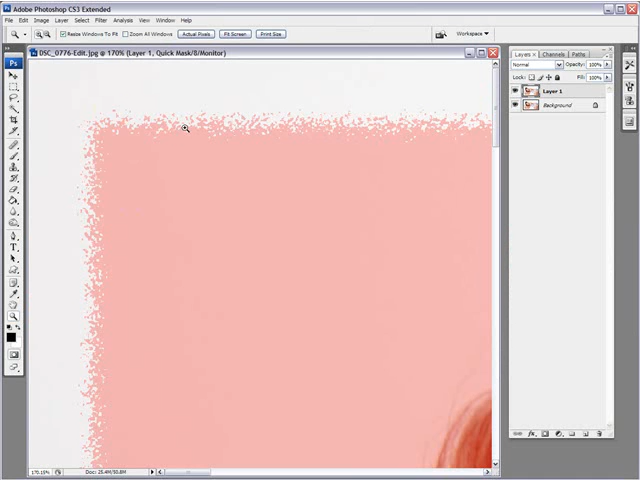 Adobe Photoshop CS3 Extended
File Edit Image Layer Select Filter Analysis View Window Help
Resize Windows To Fit Zoom All Windows Actual Pixels Fit Screen Print Size Workspace
Ps
DSC_0776-Edit.jpg @ 170% (Layer 1, Quick Mask/8/Monitor)
Layers Channels Paths
Normal Opacity: 100%
Lock: Fill: 100%
Layer 1
Background
T
170.15% Doc: 25.4M/50.8M
fx